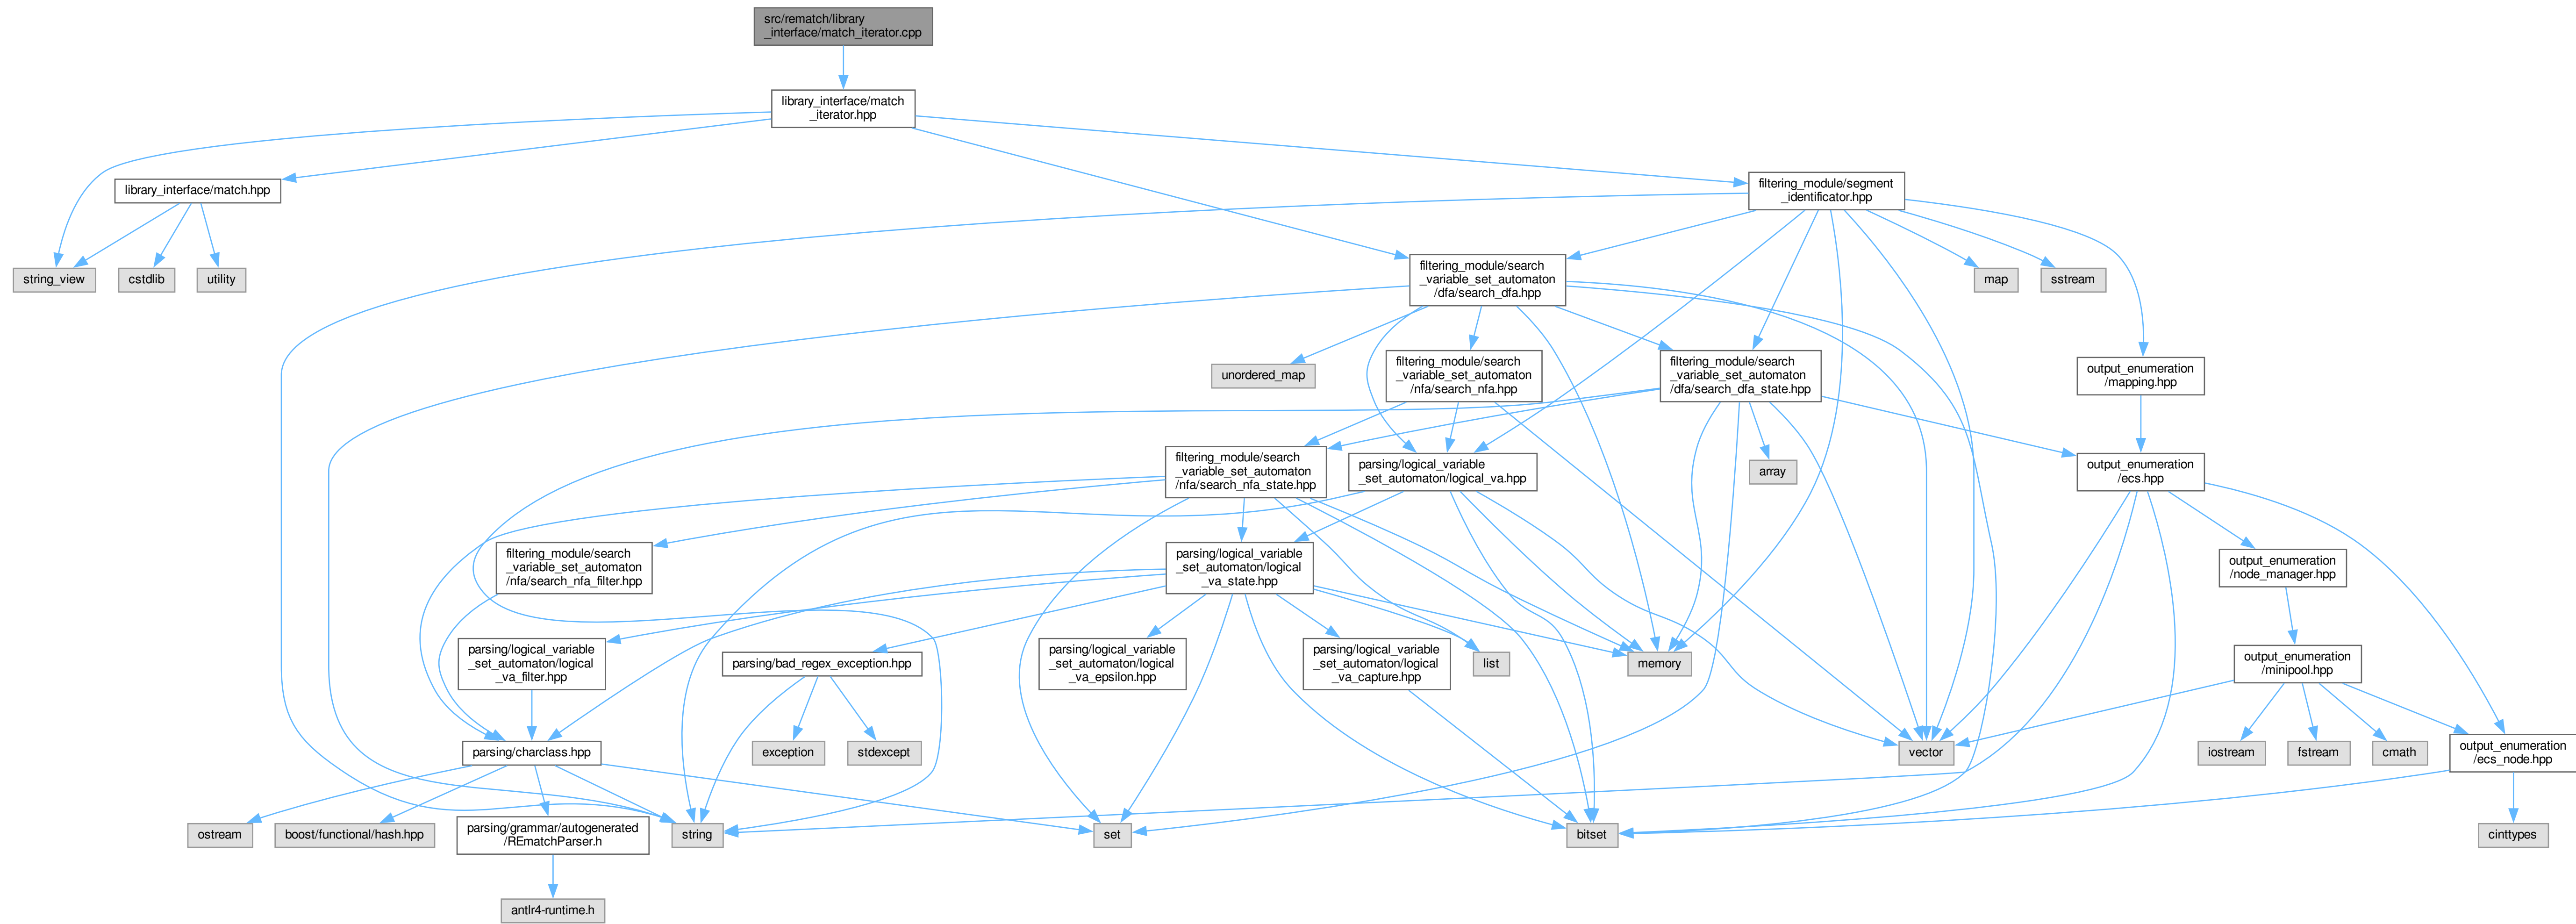 src/rematch/library
_interface/match_iterator.cpp
library_interface/match
_iterator.hpp
library_interface/match.hpp
filtering_module/segment
_identificator.hpp
string_view
cstdlib
utility
filtering_module/search
_variable_set_automaton
/dfa/search_dfa.hpp
map
sstream
unordered_map
filtering_module/search
_variable_set_automaton
/nfa/search_nfa.hpp
filtering_module/search
_variable_set_automaton
/dfa/search_dfa_state.hpp
output_enumeration
/mapping.hpp
filtering_module/search
_variable_set_automaton
/nfa/search_nfa_state.hpp
parsing/logical_variable
_set_automaton/logical_va.hpp
array
output_enumeration
/ecs.hpp
filtering_module/search
_variable_set_automaton
/nfa/search_nfa_filter.hpp
parsing/logical_variable
_set_automaton/logical
_va_state.hpp
output_enumeration
/node_manager.hpp
parsing/logical_variable
_set_automaton/logical
_va_filter.hpp
parsing/bad_regex_exception.hpp
parsing/logical_variable
_set_automaton/logical
_va_epsilon.hpp
parsing/logical_variable
_set_automaton/logical
_va_capture.hpp
list
memory
output_enumeration
/minipool.hpp
parsing/charclass.hpp
exception
stdexcept
vector
iostream
fstream
cmath
output_enumeration
/ecs_node.hpp
ostream
boost/functional/hash.hpp
parsing/grammar/autogenerated
/REmatchParser.h
string
set
bitset
cinttypes
antlr4-runtime.h